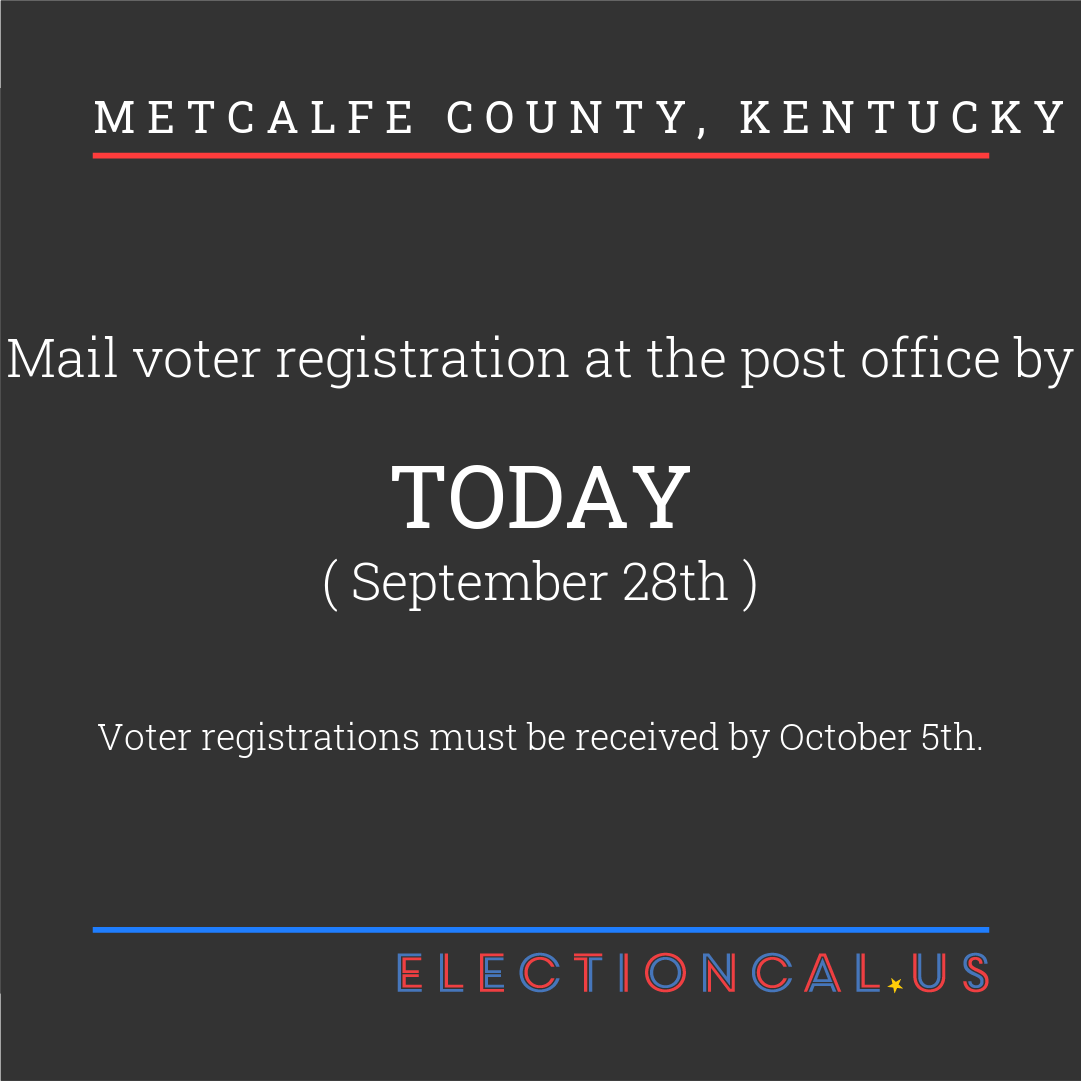 METCALFE COUNTY, KENTUCKY
Mail voter registration at the post office by
TODAY
( September 28th )
Voter registrations must be received by October 5th.
ELECTIONCAL.US